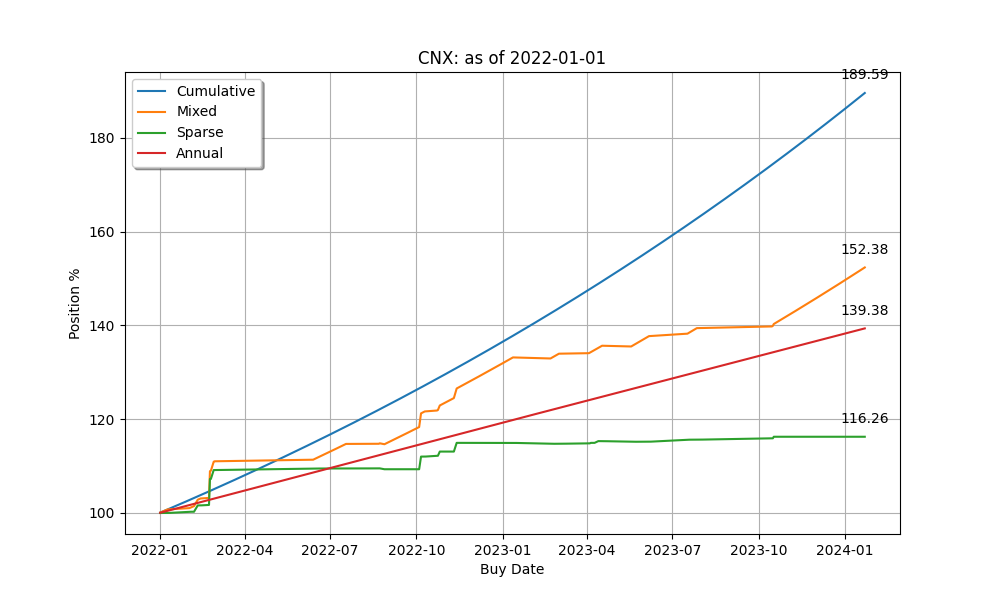 CNX: as of 2022-01-01
189.59
Cumulative
Mixed
Sparse
Annual
180
160
152.38
140
139.38
120
116.26
100
Position %
2022-01 2022-04 2022-07 2022-10 2023-01 2023-04 2023-07 2023-10 2024-01
Buy Date